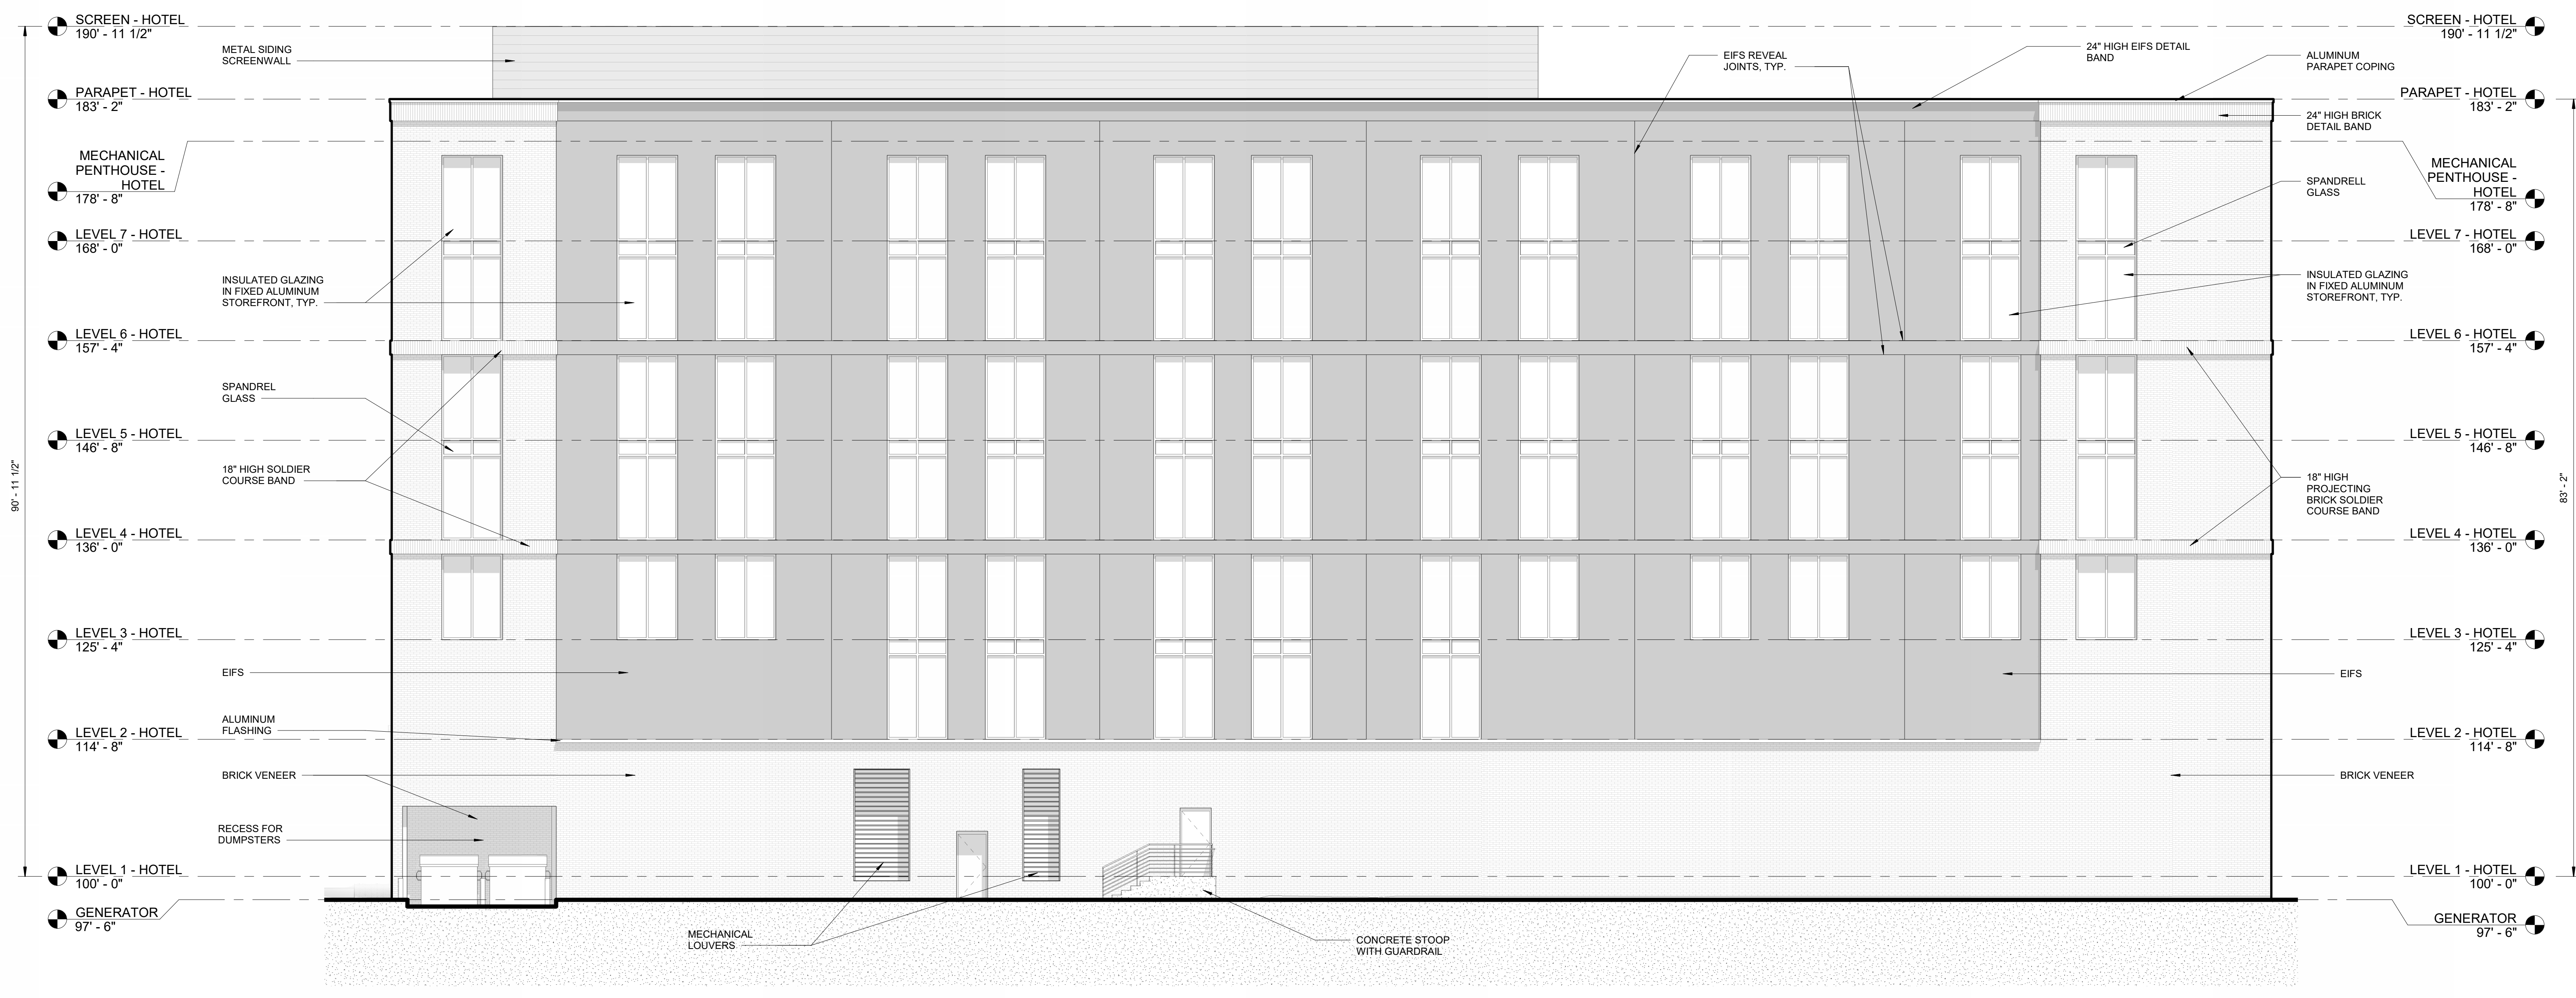 SCREEN - HOTEL
190' - 11 1/2"
METAL SIDING
SCREENWALL
PARAPET - HOTEL
183' - 2"
MECHANICAL
PENTHOUSE -
HOTEL
178' - 8"
LEVEL 7 - HOTEL
168' - 0"
INSULATED GLAZING
IN FIXED ALUMINUM
STOREFRONT, TYP.
LEVEL 6 - HOTEL
157' - 4"
SPANDREL
GLASS
LEVEL 5 - HOTEL
146' - 8"
18" HIGH SOLDIER
COURSE BAND
90' - 11 1/2"
LEVEL 4 - HOTEL
136' - 0"
LEVEL 3 - HOTEL
125' - 4"
EIFS
ALUMINUM
FLASHING
LEVEL 2 - HOTEL
114' - 8"
BRICK VENEER
RECESS FOR
DUMPSTERS
LEVEL 1 - HOTEL
100' - 0"
GENERATOR
97' - 6"
MECHANICAL
LOUVERS
CONCRETE STOOP
WITH GUARDRAIL
EIFS REVEAL
JOINTS, TYP.
24" HIGH EIFS DETAIL
BAND
ALUMINUM
PARAPET COPING
SCREEN - HOTEL
190' - 11 1/2"
PARAPET - HOTEL
183' - 2"
24" HIGH BRICK
DETAIL BAND
MECHANICAL
PENTHOUSE -
HOTEL
178' - 8"
SPANDRELL
GLASS
LEVEL 7 - HOTEL
168' - 0"
INSULATED GLAZING
IN FIXED ALUMINUM
STOREFRONT, TYP.
LEVEL 6 - HOTEL
157' - 4"
LEVEL 5 - HOTEL
146' - 8"
18" HIGH
PROJECTING
BRICK SOLDIER
COURSE BAND
83' - 2"
LEVEL 4 - HOTEL
136' - 0"
LEVEL 3 - HOTEL
125' - 4"
EIFS
LEVEL 2 - HOTEL
114' - 8"
BRICK VENEER
LEVEL 1 - HOTEL
100' - 0"
GENERATOR
97' - 6"